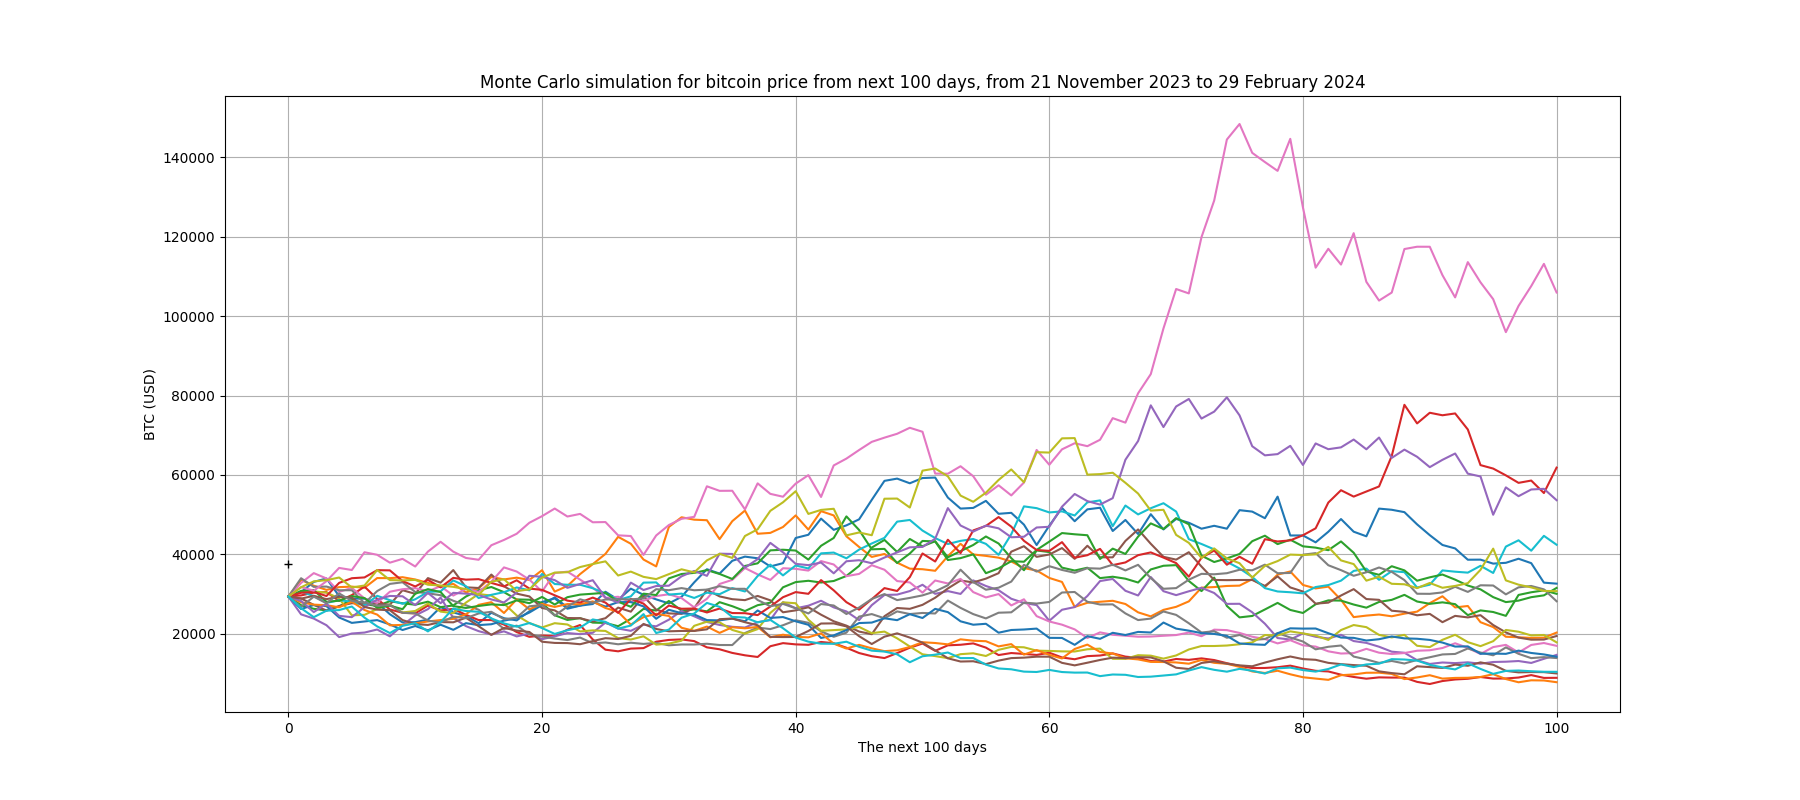 Monte Carlo simulation for bitcoin price from next 100 days, from 21 November 2023 to 29 February 2024
140000
120000
100000
80000
60000
40000
20000
BTC (USD)
0 20 40 60 80 100
The next 100 days